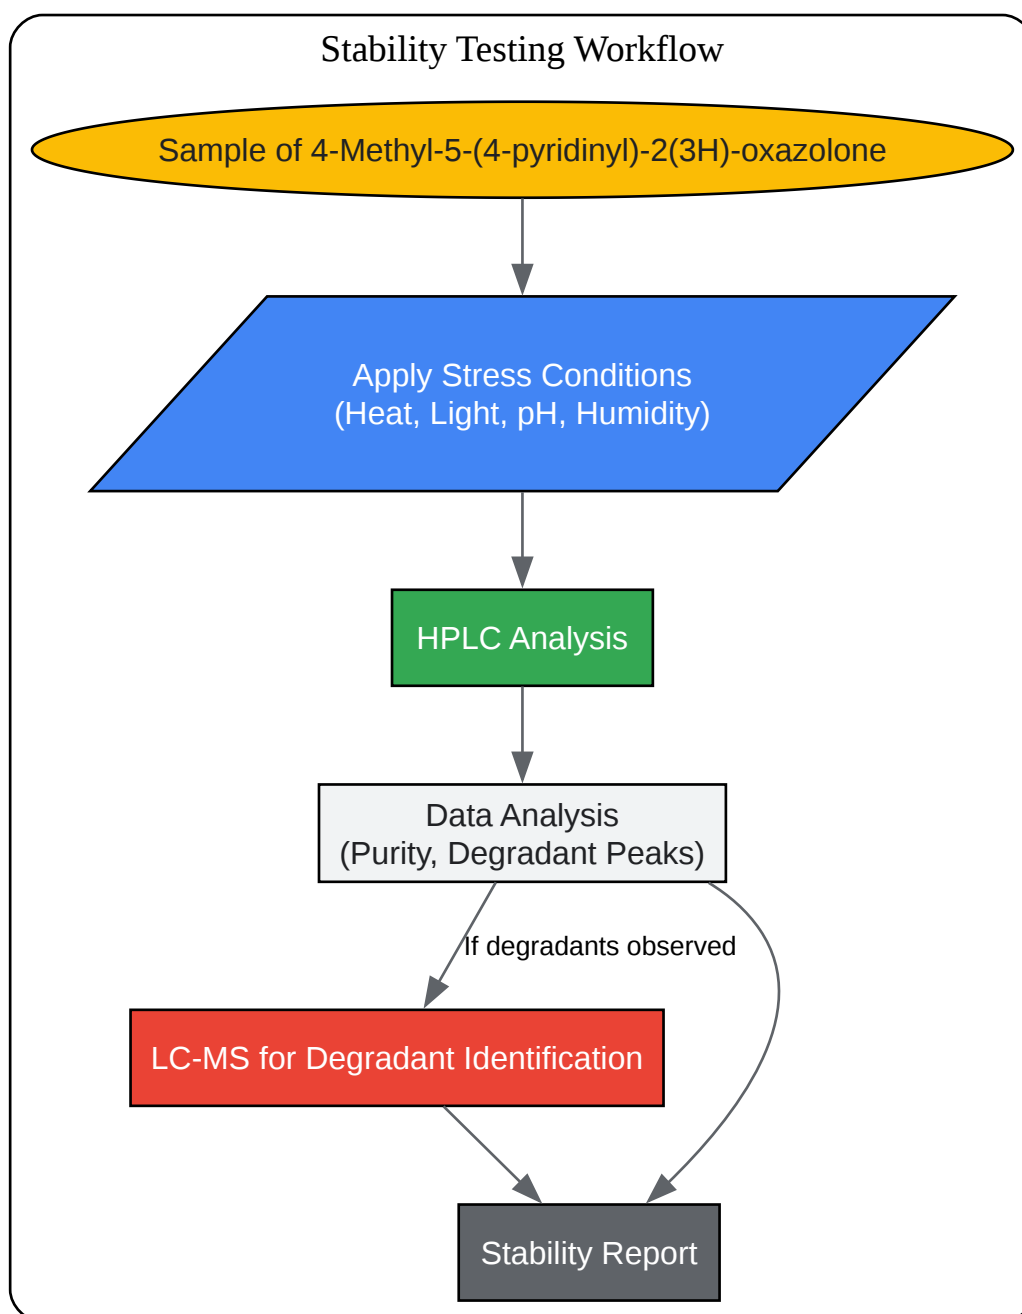 Stability Testing Workflow
Sample of 4-Methyl-5-(4-pyridinyl)-2(3H)-oxazolone
Apply Stress Conditions
(Heat, Light, pH, Humidity)
HPLC Analysis
Data Analysis
(Purity, Degradant Peaks)
If degradants observed
LC-MS for Degradant Identification
Stability Report